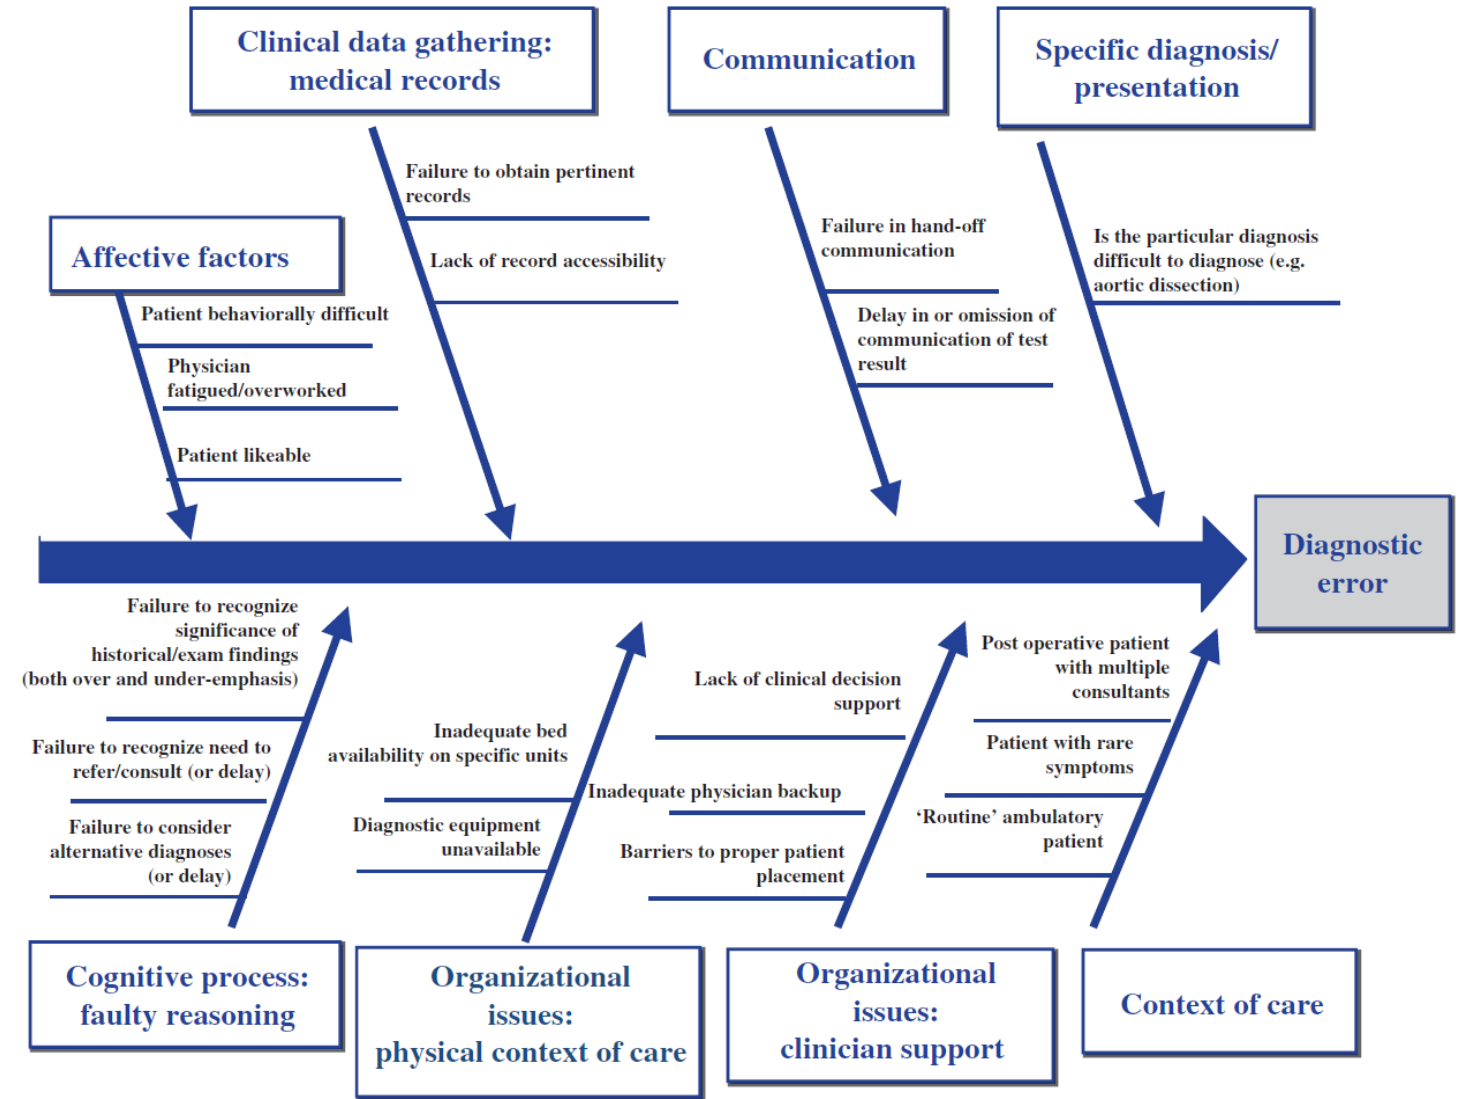 Clinical data gathering:
medical records
Communication
Specific diagnosis/
presentation
Failure to obtain pertinent
records
Lack of record accessibility
Failure in hand-off
communication
Delay in or omission of
communication of test
result
Is the particular diagnosis
difficult to diagnose (e.g.
aortic dissection)
Affective factors
Patient behaviorally difficult
Physician
fatigued/overworked
Patient likeable
Diagnostic
error
Failure to recognize
significance of
historical/exam findings
(both over and under-emphasis)
Failure to recognize need to
refer/consult (or delay)
Failure to consider
alternative diagnoses
(or delay)
Inadequate bed
availability on specific units
Diagnostic equipment
unavailable
Lack of clinical decision
support
Inadequate physician backup
Barriers to proper patient
placement
Post operative patient
with multiple
consultants
Patient with rare
symptoms
‘Routine’ ambulatory
patient
Cognitive process:
faulty reasoning
Organizational
issues:
physical context of care
Organizational
issues:
clinician support
Context of care